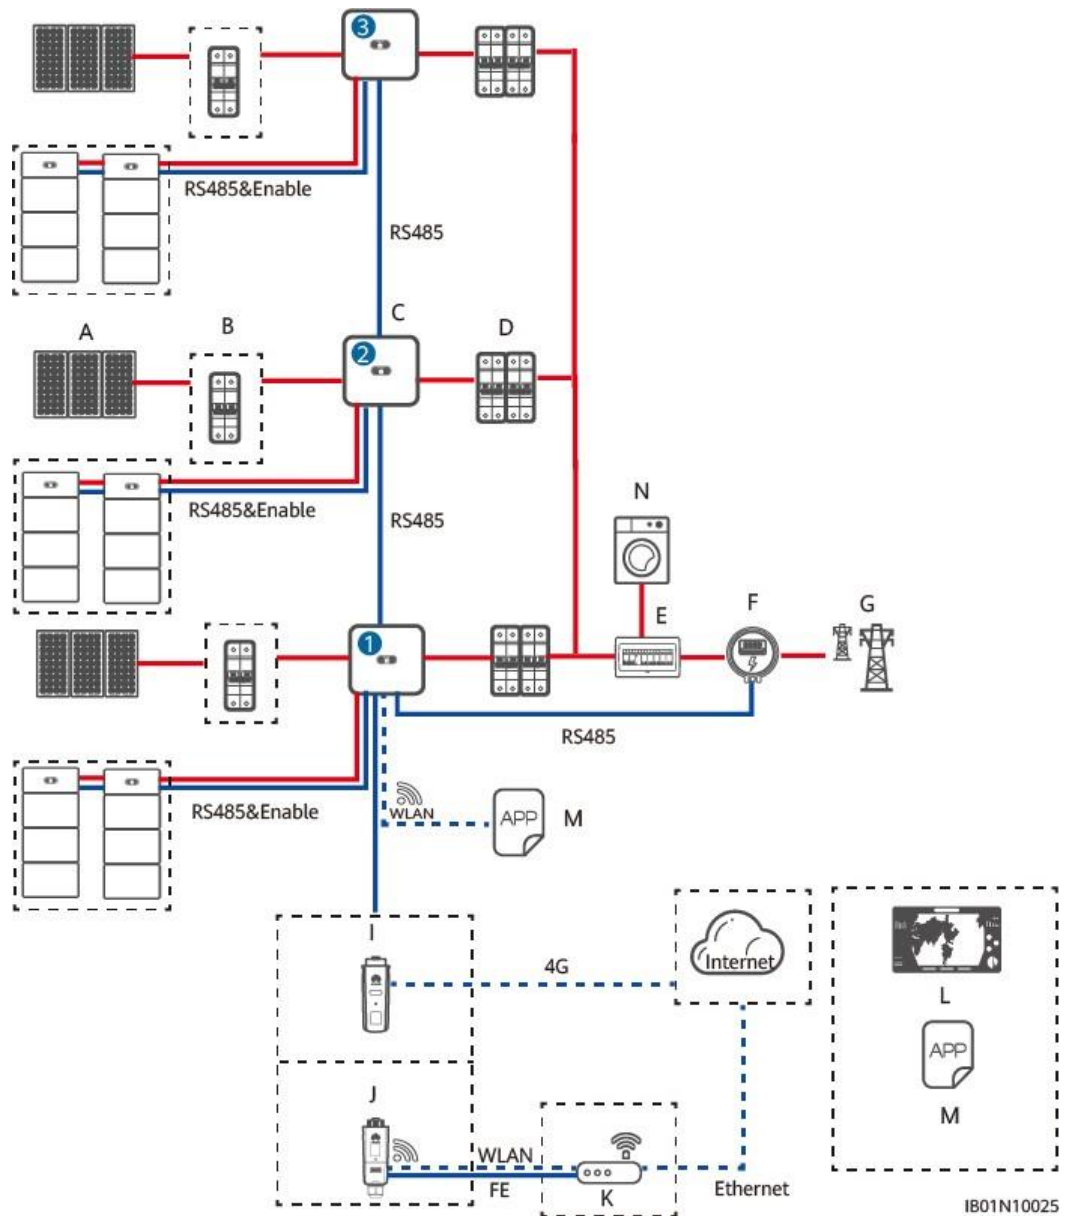 3
RS485&Enable
RS485
A
B
C
D
2
RS485&Enable
RS485
N
E
F
G
1
RS485
RS485&Enable
WLAN
APP
M
I
4G
Internet
L
APP
M
J
WLAN
FE
K
Ethernet
IB01N10025